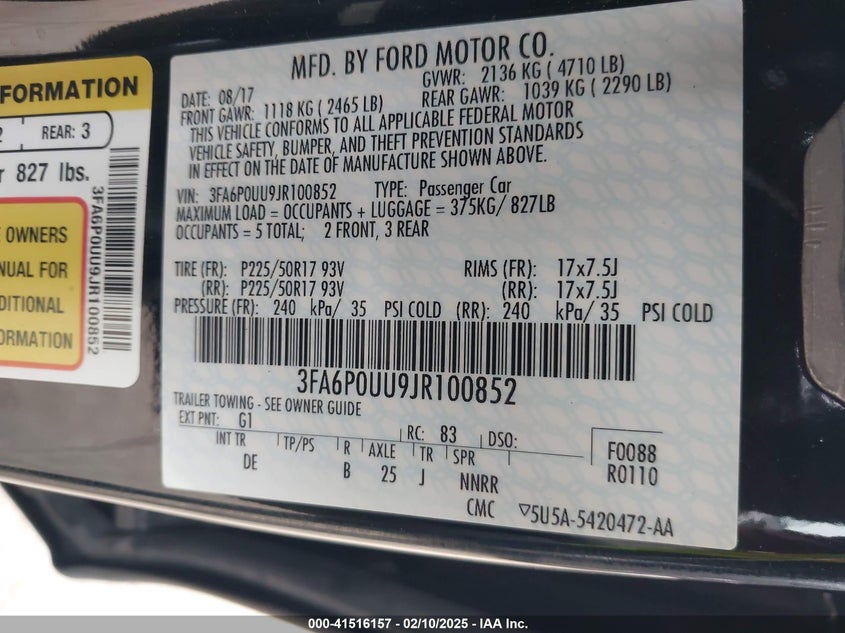 FORMATION
2 REAR: 3
827 lbs.
OWNERS
MANUAL FOR
ADDITIONAL
FORMATION
3FA6P0UU9JR100852
MFD. BY FORD MOTOR CO.
DATE: 08/17 GVWR: 2136 KG ( 4710 LB)
FRONT GAWR: 1118 KG ( 2465 LB) REAR GAWR: 1039 KG ( 2290 LB)
THIS VEHICLE CONFORMS TO ALL APPLICABLE FEDERAL MOTOR
VEHICLE SAFETY, BUMPER, AND THEFT PREVENTION STANDARDS
IN EFFECT ON THE DATE OF MANUFACTURE SHOWN ABOVE.
VIN: 3FA6P0UU9JR100852 TYPE: Passenger Car
MAXIMUM LOAD = OCCUPANTS + LUGGAGE = 375KG/ 827LB
OCCUPANTS = 5 TOTAL; 2 FRONT, 3 REAR
TIRE (FR): P225/50R17 93V RIMS (FR): 17x7.5J
(RR): P225/50R17 93V (RR): 17x7.5J
PRESSURE (FR): 240 kPa/ 35 PSI COLD (RR): 240 kPa/ 35 PSI COLD
3FA6P0UU9JR100852
TRAILER TOWING - SEE OWNER GUIDE
EXT PNT: G1 RC: 83 DSO:
INT TR TP/PS R AXLE TR SPR
DE B 25 J NNRR
F0088
R0110
CMC ▽5U5A-5420472-AA
000-41516157 - 02/10/2025 - IAA Inc.